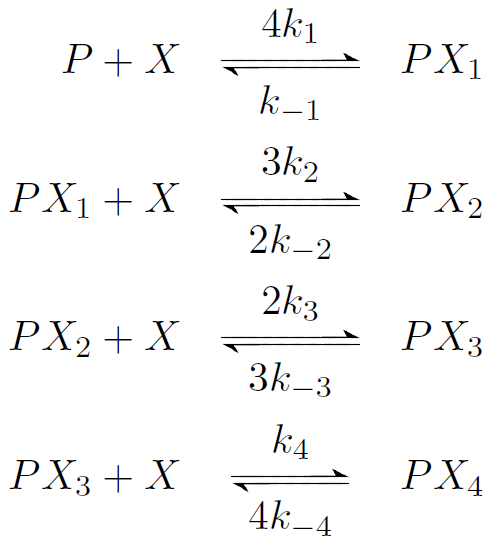 4k₁
P + X ⇌ PX₁
k₋₁
3k₂
PX₁ + X ⇌ PX₂
2k₋₂
2k₃
PX₂ + X ⇌ PX₃
3k₋₃
k₄
PX₃ + X ⇌ PX₄
4k₋₄